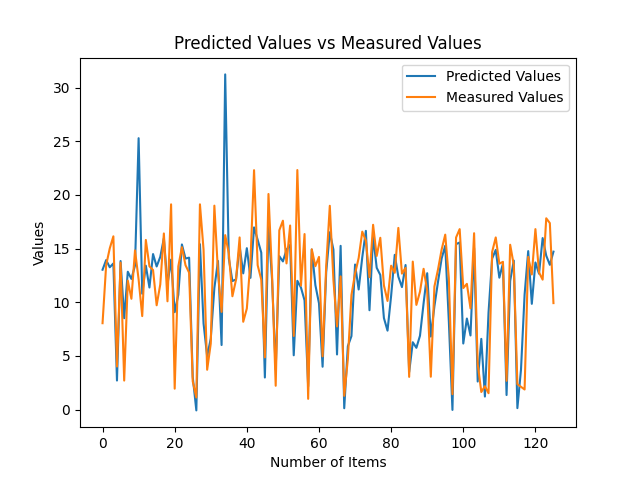 Predicted Values vs Measured Values
Predicted Values
Measured Values
30
25
20
15
10
5
0
Values
0 20 40 60 80 100 120
Number of Items